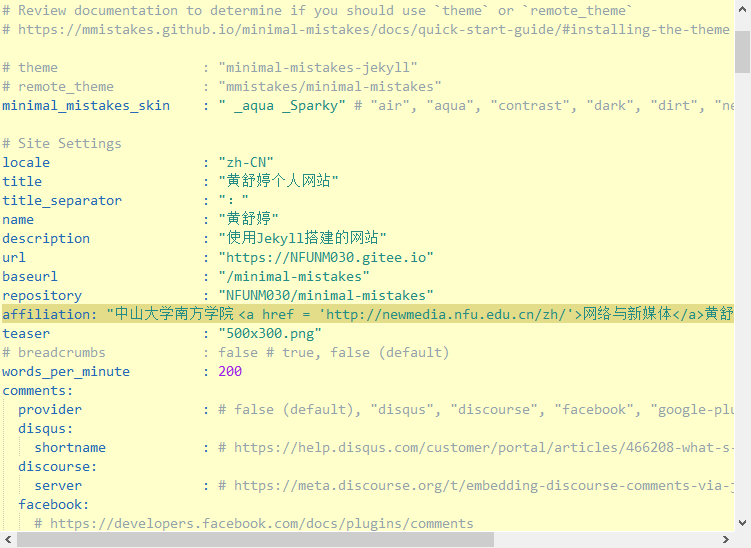 # Review documentation to determine if you should use `theme` or `remote_theme`
# https://mmistakes.github.io/minimal-mistakes/docs/quick-start-guide/#installing-the-theme
# theme : "minimal-mistakes-jekyll"
# remote_theme : "mmistakes/minimal-mistakes"
minimal_mistakes_skin : " _aqua _Sparky" # "air", "aqua", "contrast", "dark", "dirt", "ne
# Site Settings
locale : "zh-CN"
title : "黄舒婷个人网站"
title_separator : "："
name : "黄舒婷"
description : "使用Jekyll搭建的网站"
url : "https://NFUNM030.gitee.io"
baseurl : "/minimal-mistakes"
repository : "NFUNM030/minimal-mistakes"
affiliation: "中山大学南方学院 <a href = 'http://newmedia.nfu.edu.cn/zh/'>网络与新媒体</a>黄舒
teaser : "500x300.png"
# breadcrumbs : false # true, false (default)
words_per_minute : 200
comments:
provider : # false (default), "disqus", "discourse", "facebook", "google-plu
disqus:
shortname : # https://help.disqus.com/customer/portal/articles/466208-what-s-
discourse:
server : # https://meta.discourse.org/t/embedding-discourse-comments-via-j
facebook:
# https://developers.facebook.com/docs/plugins/comments